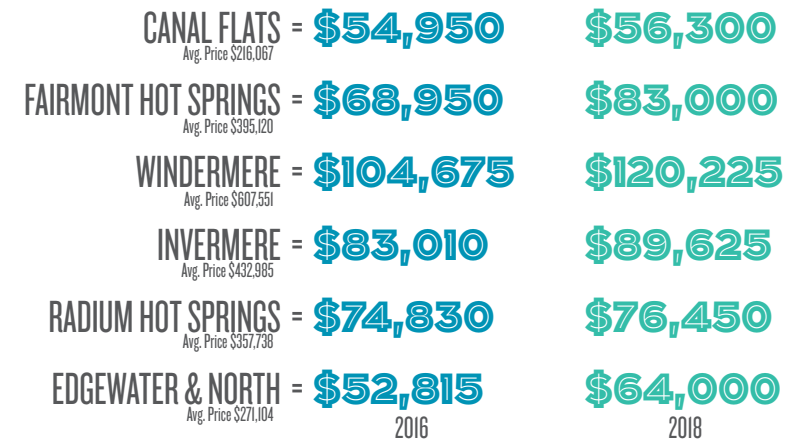 CANAL FLATS = $54,950 $56,300
Avg. Price $216,067
FAIRMONT HOT SPRINGS = $68,950 $83,000
Avg. Price $395,120
WINDERMERE = $104,675 $120,225
Avg. Price $607,551
INVERMERE = $83,010 $89,625
Avg. Price $432,985
RADIUM HOT SPRINGS = $74,830 $76,450
Avg. Price $357,738
EDGEWATER & NORTH = $52,815 $64,000
Avg. Price $271,104
2016 2018